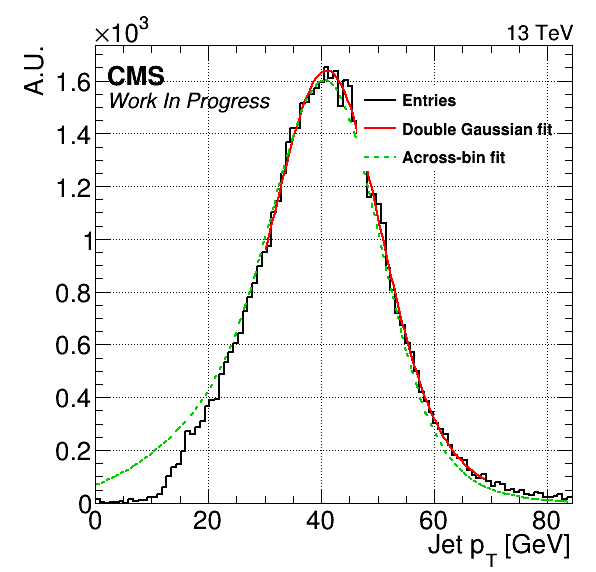 ×10³
13 TeV
A.U.
CMS
Work In Progress
Entries
Double Gaussian fit
Across-bin fit
1.6
1.4
1.2
1
0.8
0.6
0.4
0.2
0
0 20 40 60 80
Jet p_T [GeV]